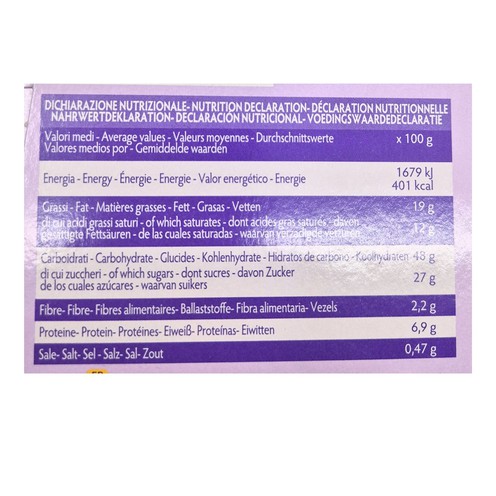 DICHIARAZIONE NUTRIZIONALE- NUTRITION DECLARATION- DÉCLARATION NUTRITIONNELLE
NÄHRWERTDEKLARATION- DECLARACIÓN NUTRICIONAL- VOEDINGSWAARDEDECLARATIE
Valori medi - Average values - Valeurs moyennes - Durchschnittswerte
Valores medios por - Gemiddelde waarden
x 100 g
Energia - Energy - Énergie - Energie - Valor energético - Energie
1679 kJ
401 kcal
Grassi - Fat - Matières grasses - Fett - Grasas - Vetten 19 g
di cui acidi grassi saturi - of which saturates - dont acides gras saturés - davon
gesättigte Fettsäuren - de las cuales saturadas - waarvan verzadigde vetzuren 12 g
Carboidrati - Carbohydrate - Glucides - Kohlenhydrate - Hidratos de carbono - Koolhydraten 48 g
di cui zuccheri - of which sugars - dont sucres - davon Zucker
de los cuales azúcares - waarvan suikers 27 g
Fibre- Fibre- Fibres alimentaires- Ballaststoffe- Fibra alimentaria- Vezels 2,2 g
Proteine- Protein- Protéines- Eiweiß- Proteínas- Eiwitten 6,9 g
Sale- Salt- Sel - Salz- Sal- Zout 0,47 g